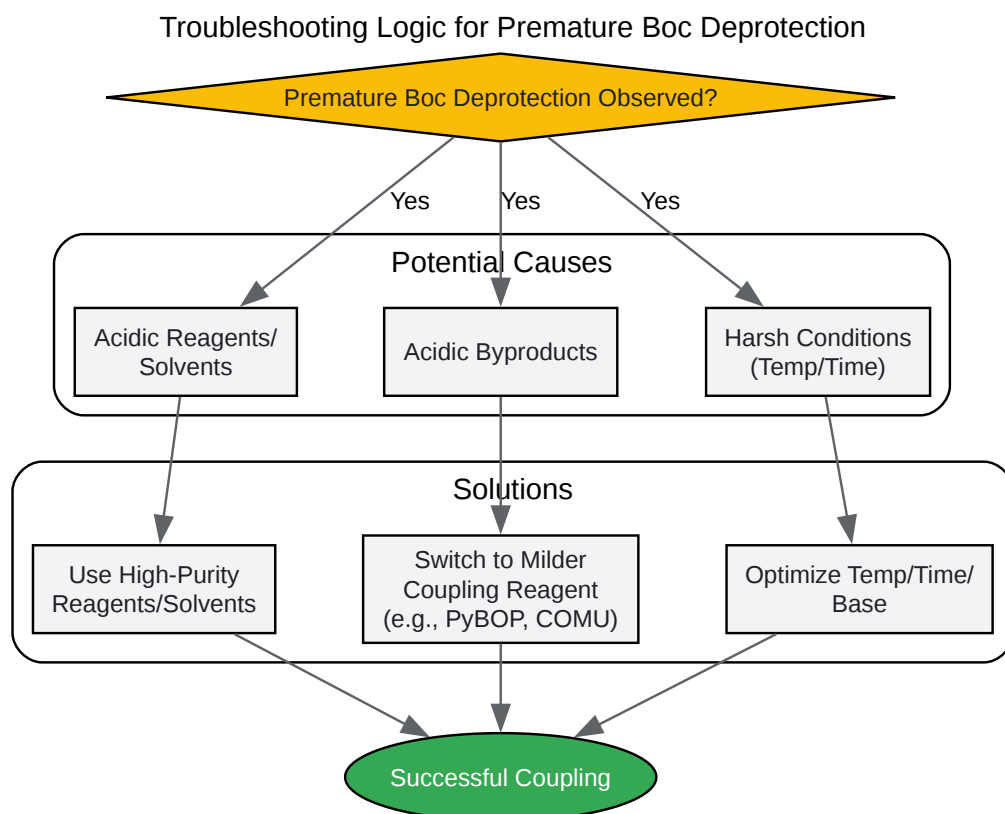 Troubleshooting Logic for Premature Boc Deprotection
Premature Boc Deprotection Observed?
Yes
Yes
Yes
Potential Causes
Acidic Reagents/
Solvents
Acidic Byproducts
Harsh Conditions
(Temp/Time)
Solutions
Use High-Purity
Reagents/Solvents
Switch to Milder
Coupling Reagent
(e.g., PyBOP, COMU)
Optimize Temp/Time/
Base
Successful Coupling